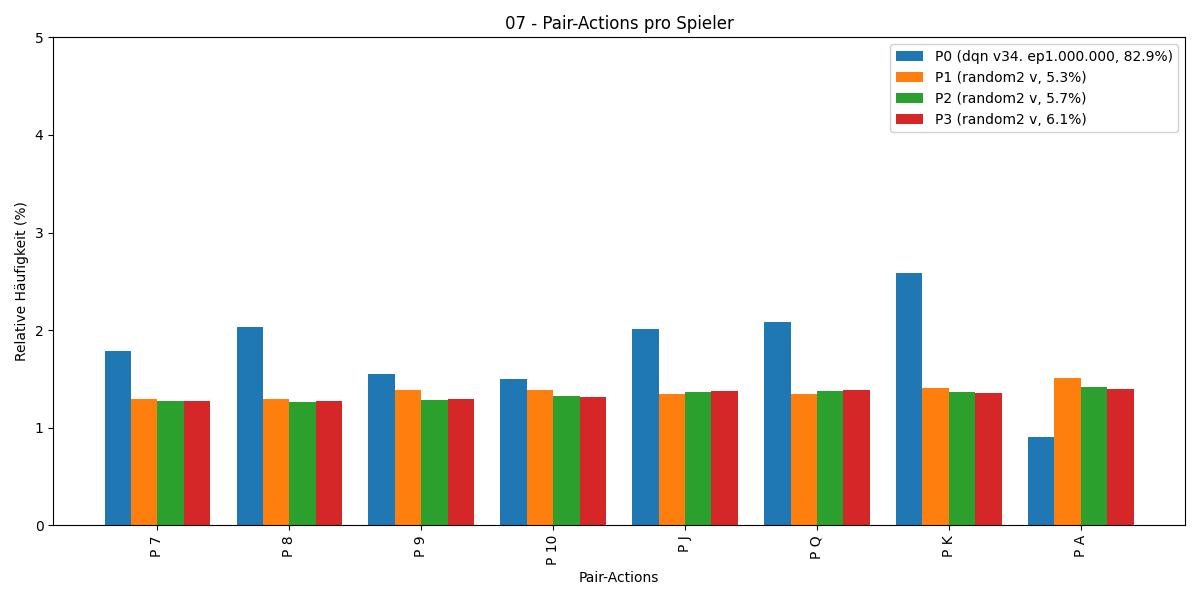 07 - Pair-Actions pro Spieler
P0 (dqn v34. ep1.000.000, 82.9%)
P1 (random2 v, 5.3%)
P2 (random2 v, 5.7%)
P3 (random2 v, 6.1%)
Relative Häufigkeit (%)
5
4
3
2
1
0
P 7
P 8
P 9
P 10
P J
P Q
P K
P A
Pair-Actions